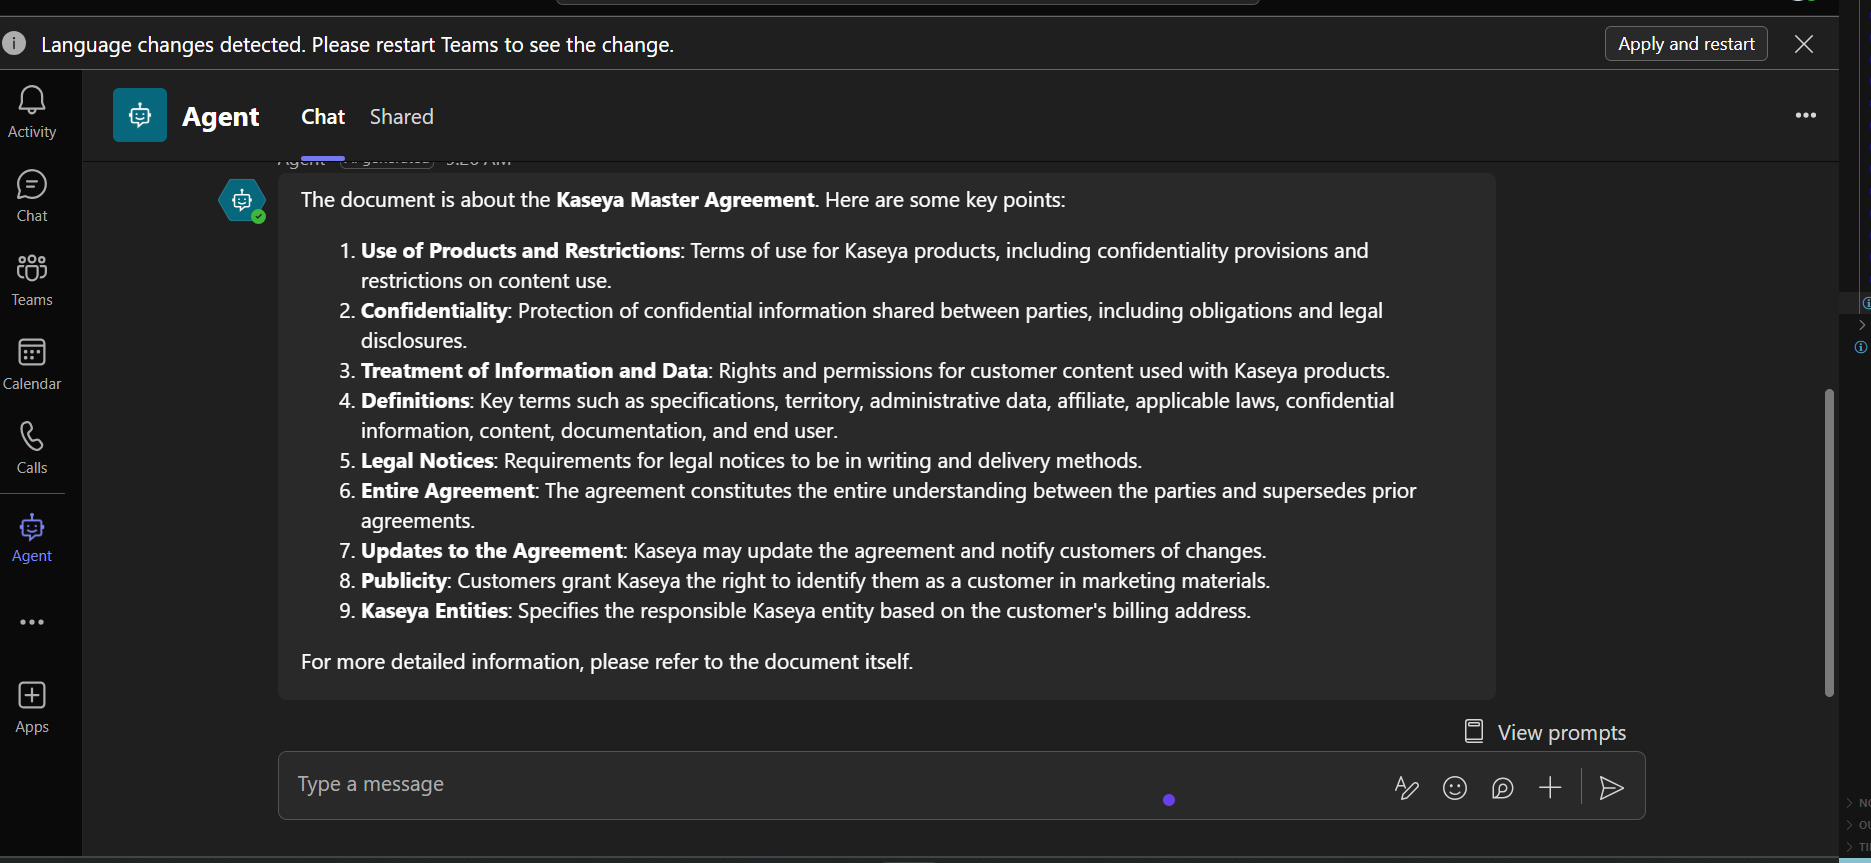 Language changes detected. Please restart Teams to see the change.
Apply and restart
Activity
Chat
Teams
Calendar
Calls
Agent
Apps
Agent
Chat
Shared
The document is about the Kaseya Master Agreement. Here are some key points:
1. Use of Products and Restrictions: Terms of use for Kaseya products, including confidentiality provisions and
restrictions on content use.
2. Confidentiality: Protection of confidential information shared between parties, including obligations and legal
disclosures.
3. Treatment of Information and Data: Rights and permissions for customer content used with Kaseya products.
4. Definitions: Key terms such as specifications, territory, administrative data, affiliate, applicable laws, confidential
information, content, documentation, and end user.
5. Legal Notices: Requirements for legal notices to be in writing and delivery methods.
6. Entire Agreement: The agreement constitutes the entire understanding between the parties and supersedes prior
agreements.
7. Updates to the Agreement: Kaseya may update the agreement and notify customers of changes.
8. Publicity: Customers grant Kaseya the right to identify them as a customer in marketing materials.
9. Kaseya Entities: Specifies the responsible Kaseya entity based on the customer's billing address.
For more detailed information, please refer to the document itself.
View prompts
Type a message